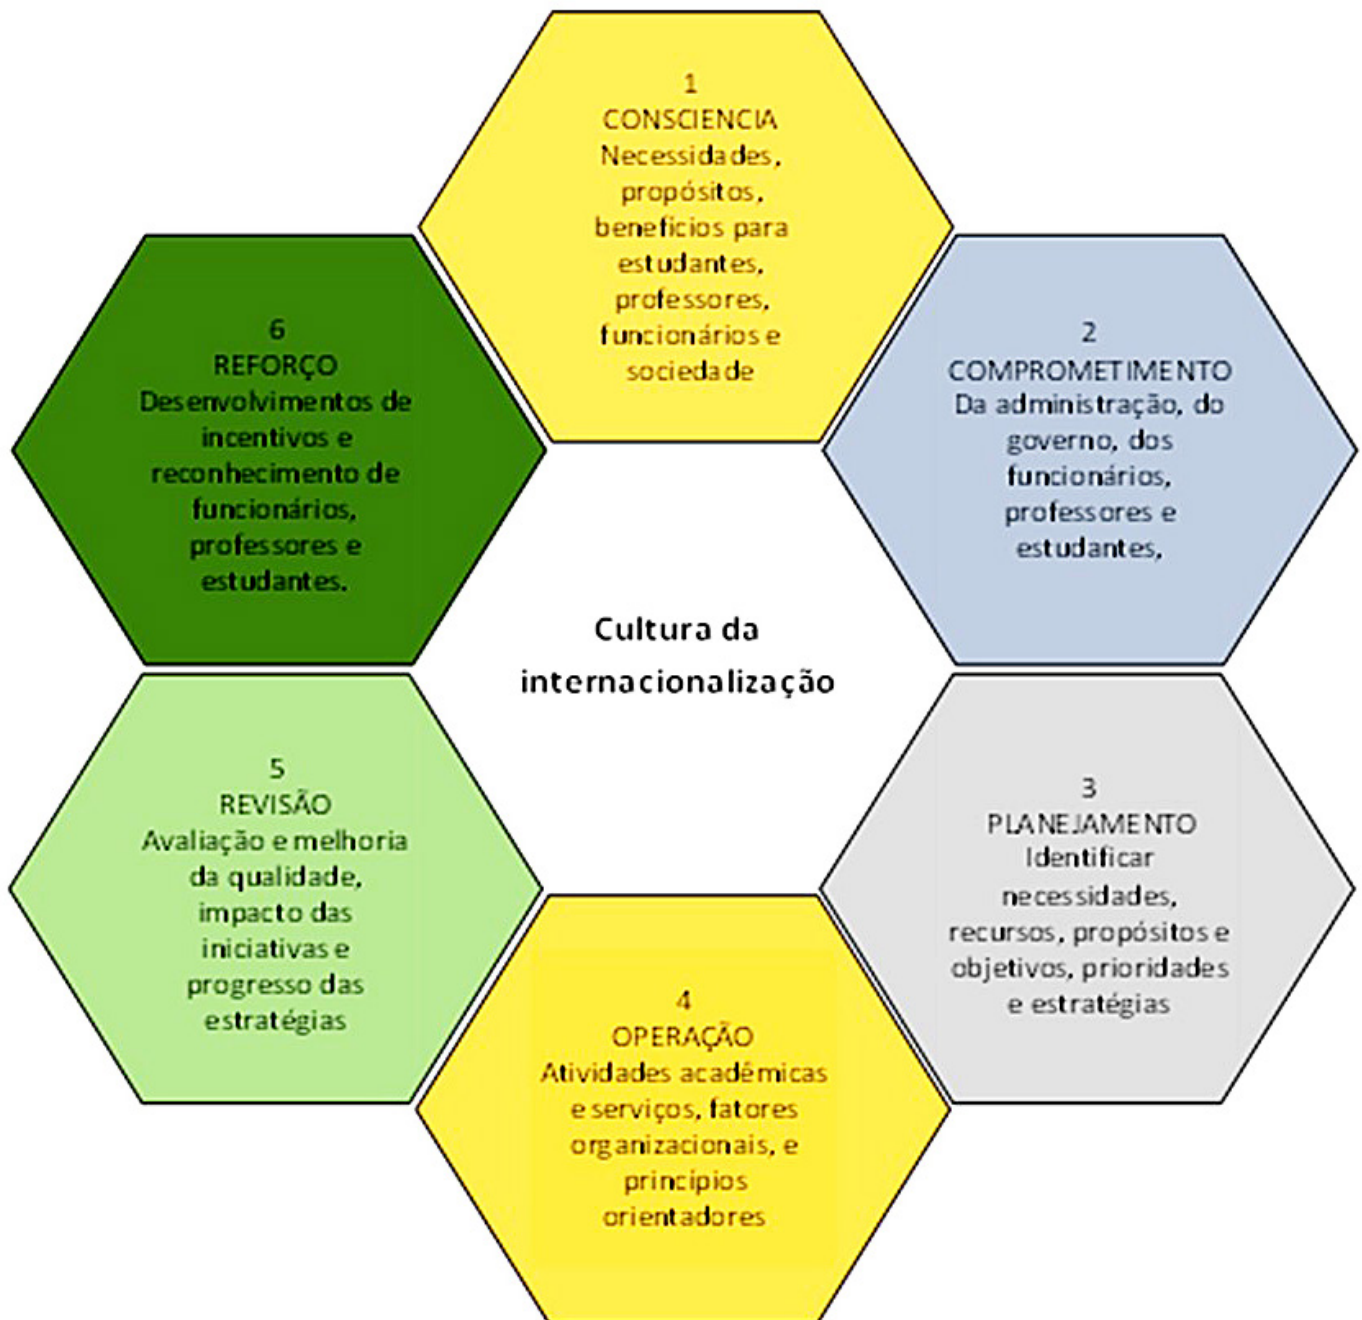 1
CONSCIENCIA
Necessidades,
propósitos,
benefícios para
estudantes,
professores,
funcionários e
sociedade
2
COMPROMETIMENTO
Da administração, do
governo, dos
funcionários,
professores e
estudantes,
3
PLANEJAMENTO
Identificar
necessidades,
recursos, propósitos e
objetivos, prioridades
e estratégias
4
OPERAÇÃO
Atividades acadêmicas
e serviços, fatores
organizacionais, e
princípios
orientadores
5
REVISÃO
Avaliação e melhoria
da qualidade,
impacto das
iniciativas e
progresso das
estratégias
6
REFORÇO
Desenvolvimentos de
incentivos e
reconhecimento de
funcionários,
professores e
estudantes.
Cultura da
internacionalização